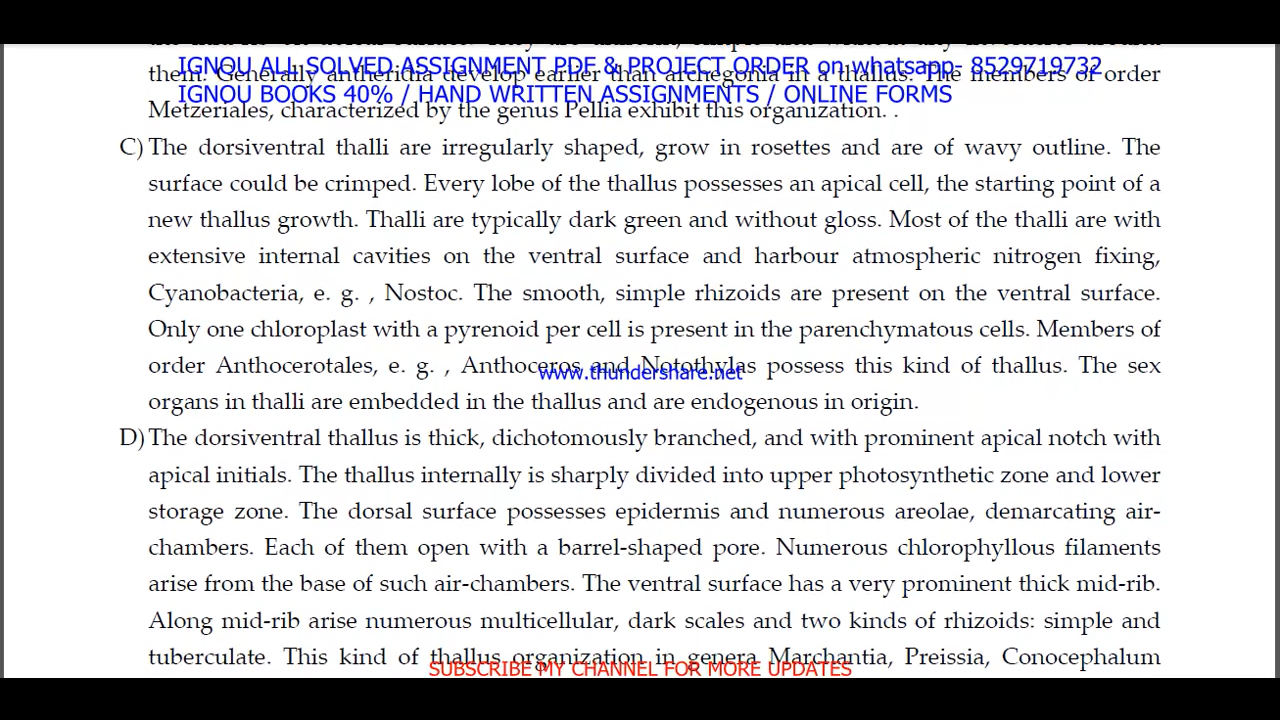 IGNOU ALL SOLVED ASSIGNMENT PDF & PROJECT ORDER on whatsapp- 8529719732
them. Generally antheridia develop earlier than archegonia in a thallus. The members of order
IGNOU BOOKS 40% / HAND WRITTEN ASSIGNMENTS / ONLINE FORMS
Metzeriales, characterized by the genus Pellia exhibit this organization. .
C) The dorsiventral thalli are irregularly shaped, grow in rosettes and are of wavy outline. The
surface could be crimped. Every lobe of the thallus possesses an apical cell, the starting point of a
new thallus growth. Thalli are typically dark green and without gloss. Most of the thalli are with
extensive internal cavities on the ventral surface and harbour atmospheric nitrogen fixing,
Cyanobacteria, e. g. , Nostoc. The smooth, simple rhizoids are present on the ventral surface.
Only one chloroplast with a pyrenoid per cell is present in the parenchymatous cells. Members of
order Anthocerotales, e. g. , Anthoceros and Notothylas possess this kind of thallus. The sex
www.thundershare.net
organs in thalli are embedded in the thallus and are endogenous in origin.
D) The dorsiventral thallus is thick, dichotomously branched, and with prominent apical notch with
apical initials. The thallus internally is sharply divided into upper photosynthetic zone and lower
storage zone. The dorsal surface possesses epidermis and numerous areolae, demarcating air-
chambers. Each of them open with a barrel-shaped pore. Numerous chlorophyllous filaments
arise from the base of such air-chambers. The ventral surface has a very prominent thick mid-rib.
Along mid-rib arise numerous multicellular, dark scales and two kinds of rhizoids: simple and
tuberculate. This kind of thallus organization in genera Marchantia, Preissia, Conocephalum
SUBSCRIBE MY CHANNEL FOR MORE UPDATES